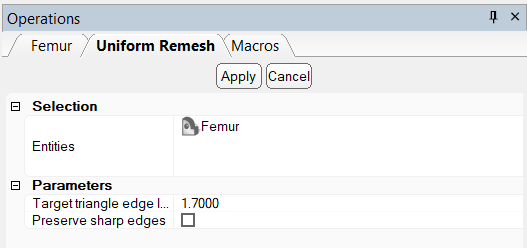 Operations
Femur Uniform Remesh Macros
Apply Cancel
Selection
Entities Femur
Parameters
Target triangle edge l... 1.7000
Preserve sharp edges